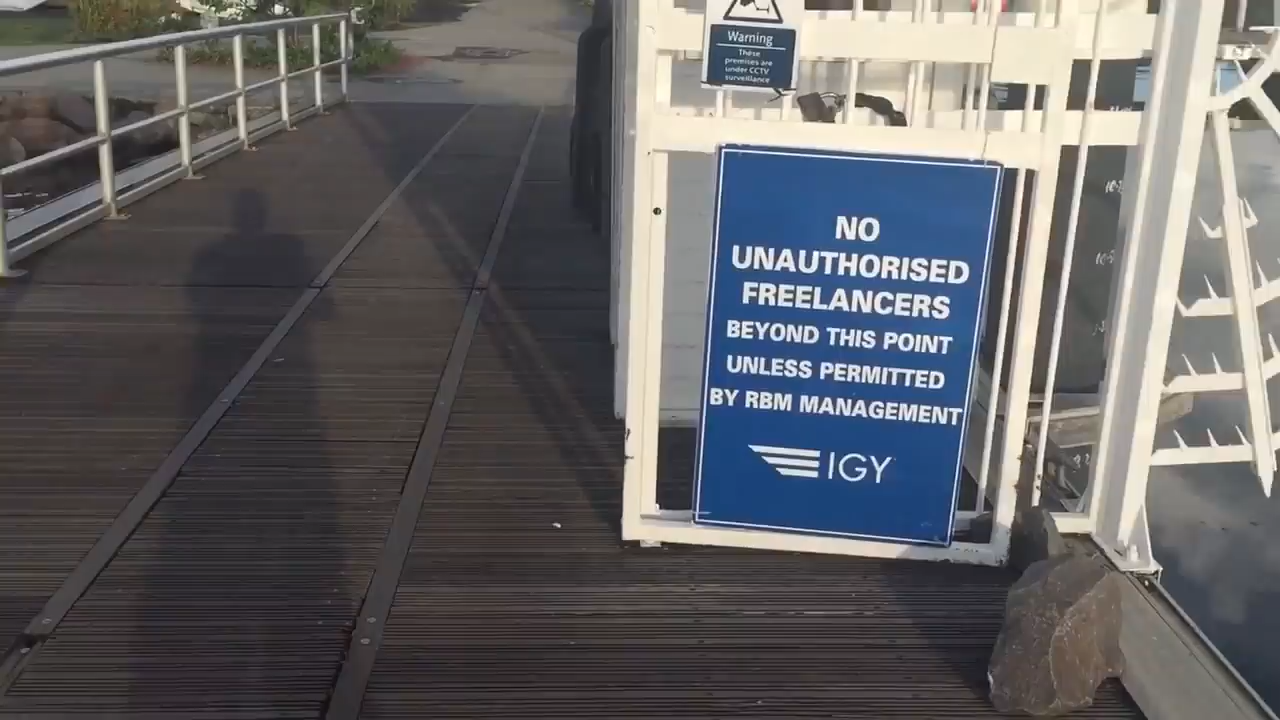 Warning
These
premises are
under CCTV
surveillance
NO
UNAUTHORISED
FREELANCERS
BEYOND THIS POINT
UNLESS PERMITTED
BY RBM MANAGEMENT
IGY